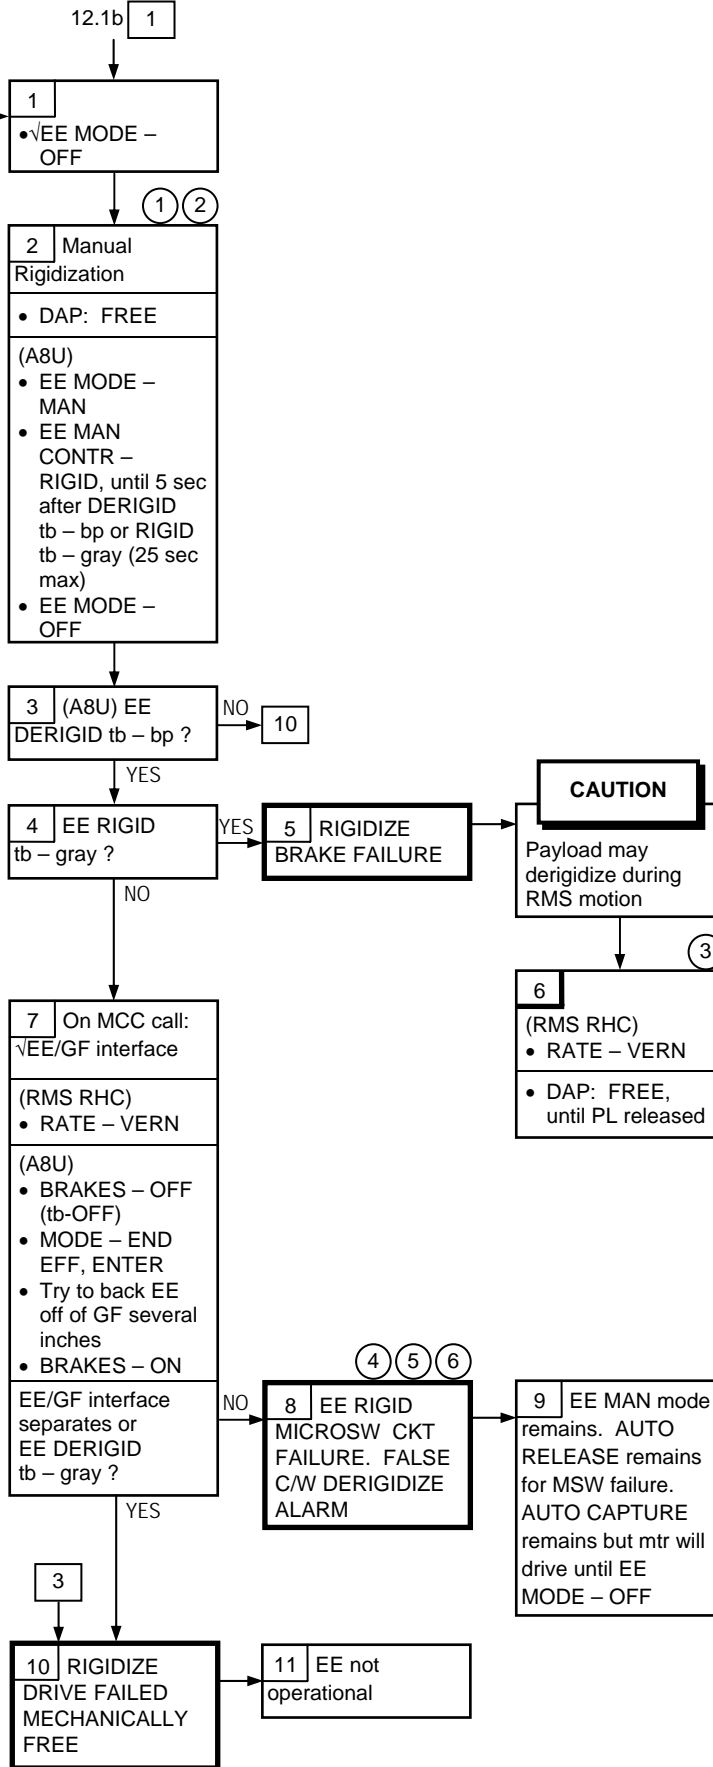 12.1b 1
1
•√EE MODE –
OFF
1 2
2 Manual
Rigidization
• DAP: FREE
(A8U)
• EE MODE –
MAN
• EE MAN
CONTR –
RIGID, until 5 sec
after DERIGID
tb – bp or RIGID
tb – gray (25 sec
max)
• EE MODE –
OFF
3 (A8U) EE
DERIGID tb – bp ?
NO
10
YES
4 EE RIGID
tb – gray ?
YES
5 RIGIDIZE
BRAKE FAILURE
CAUTION
Payload may
derigidize during
RMS motion
3
6
(RMS RHC)
• RATE – VERN
• DAP: FREE,
until PL released
NO
7 On MCC call:
√EE/GF interface
(RMS RHC)
• RATE – VERN
(A8U)
• BRAKES – OFF
(tb-OFF)
• MODE – END
EFF, ENTER
• Try to back EE
off of GF several
inches
• BRAKES – ON
EE/GF interface
separates or
EE DERIGID
tb – gray ?
NO
4 5 6
8 EE RIGID
MICROSW CKT
FAILURE. FALSE
C/W DERIGIDIZE
ALARM
9 EE MAN mode
remains. AUTO
RELEASE remains
for MSW failure.
AUTO CAPTURE
remains but mtr will
drive until EE
MODE – OFF
YES
3
10 RIGIDIZE
DRIVE FAILED
MECHANICALLY
FREE
11 EE not
operational